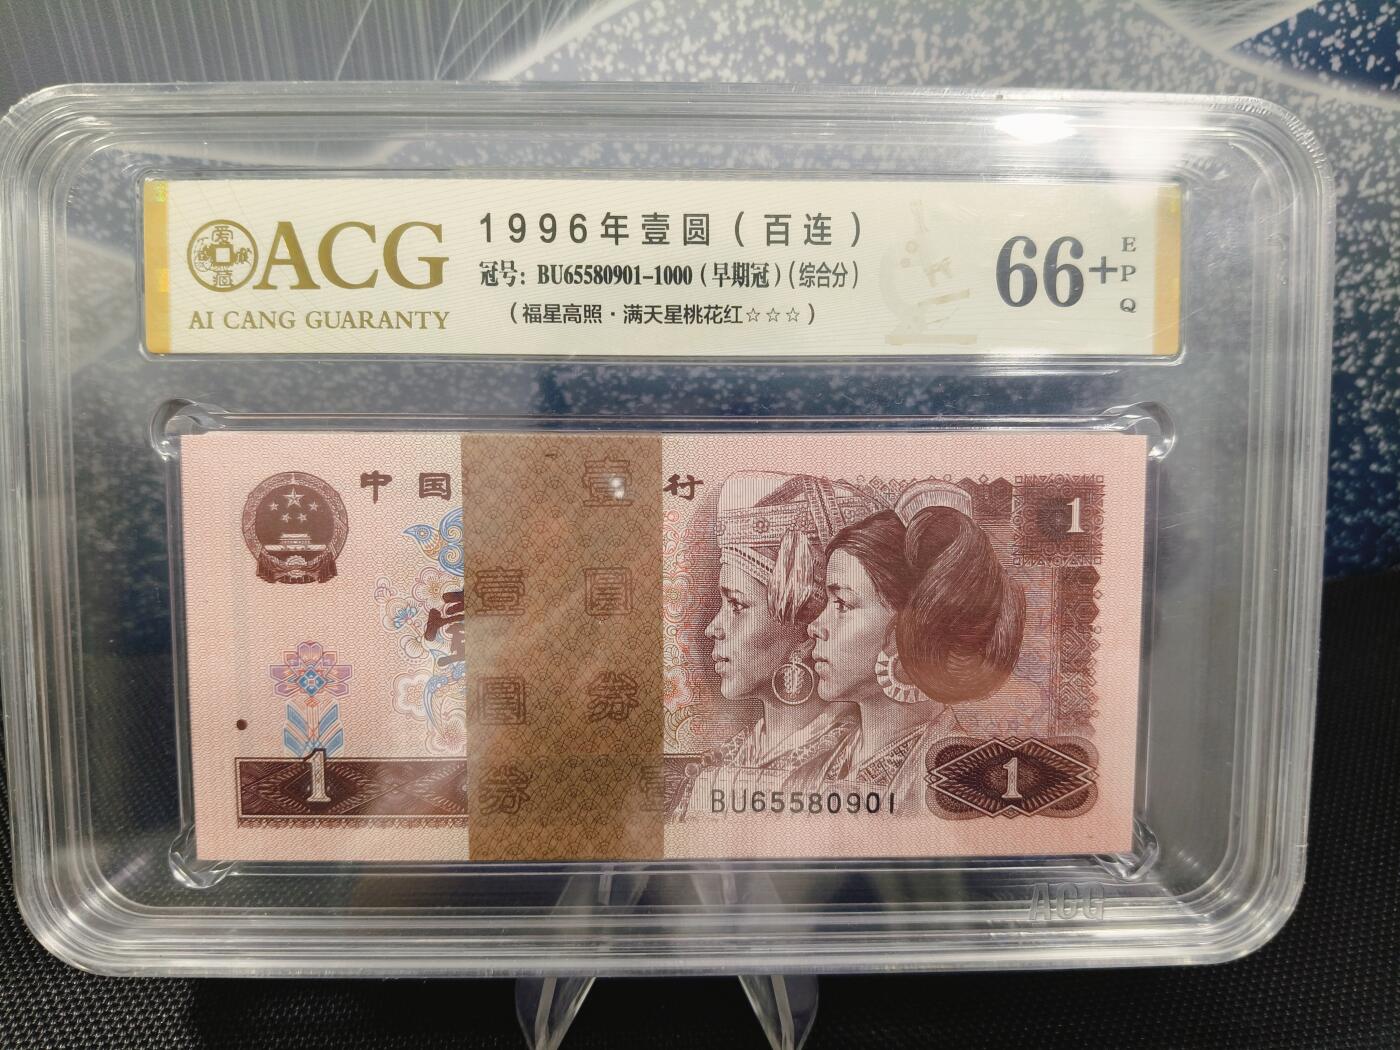 ACG
AI CANG GUARANTY
1996年壹圆(百连)
冠号: BU65580901-1000 (早期冠) (综合分)
(福星高照·满天星桃花红☆☆☆)
66+
EPQ
中国
行
1
壹
壹
壹 圆
圆 券
券
1
BU65580901
1
ACG